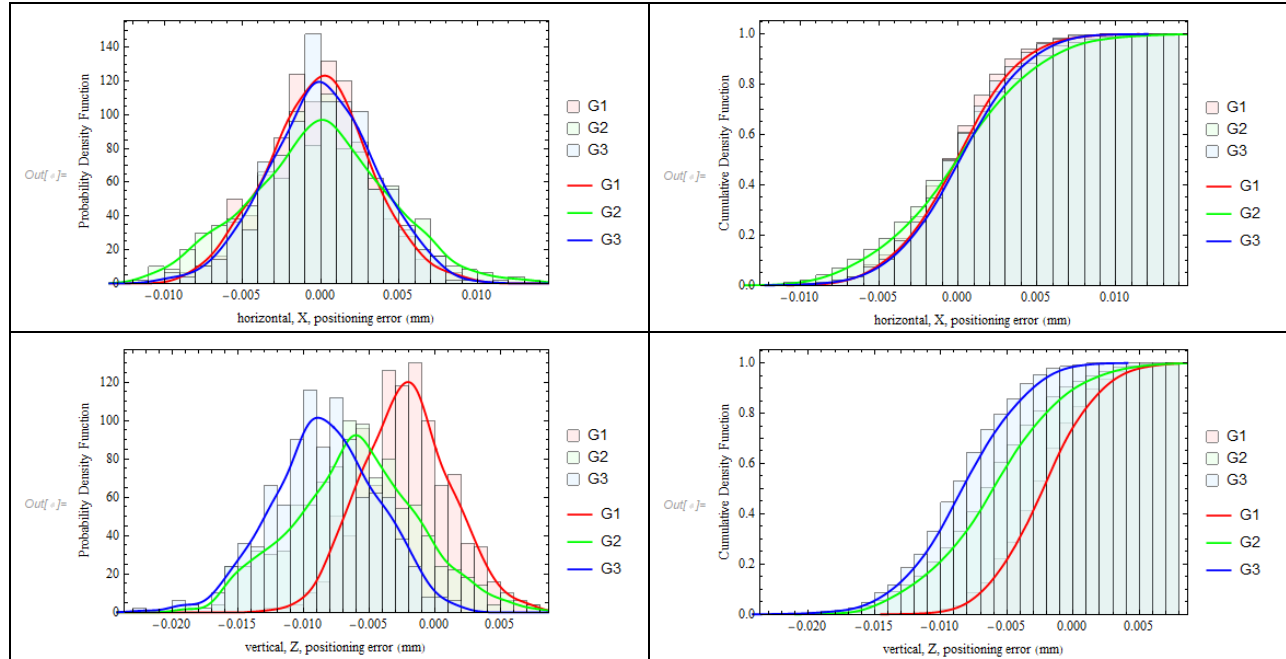 Out[ ]=
Probability Density Function
140
120
100
80
60
40
20
0
−0.010 −0.005 0.000 0.005 0.010
horizontal, X, positioning error (mm)
G1
G2
G3
G1
G2
G3
Out[ ]=
Cumulative Density Function
1.0
0.8
0.6
0.4
0.2
0.0
−0.010 −0.005 0.000 0.005 0.010
horizontal, X, positioning error (mm)
G1
G2
G3
G1
G2
G3
Out[ ]=
Probability Density Function
120
100
80
60
40
20
0
−0.020 −0.015 −0.010 −0.005 0.000 0.005
vertical, Z, positioning error (mm)
G1
G2
G3
G1
G2
G3
Out[ ]=
Cumulative Density Function
1.0
0.8
0.6
0.4
0.2
0.0
−0.020 −0.015 −0.010 −0.005 0.000 0.005
vertical, Z, positioning error (mm)
G1
G2
G3
G1
G2
G3